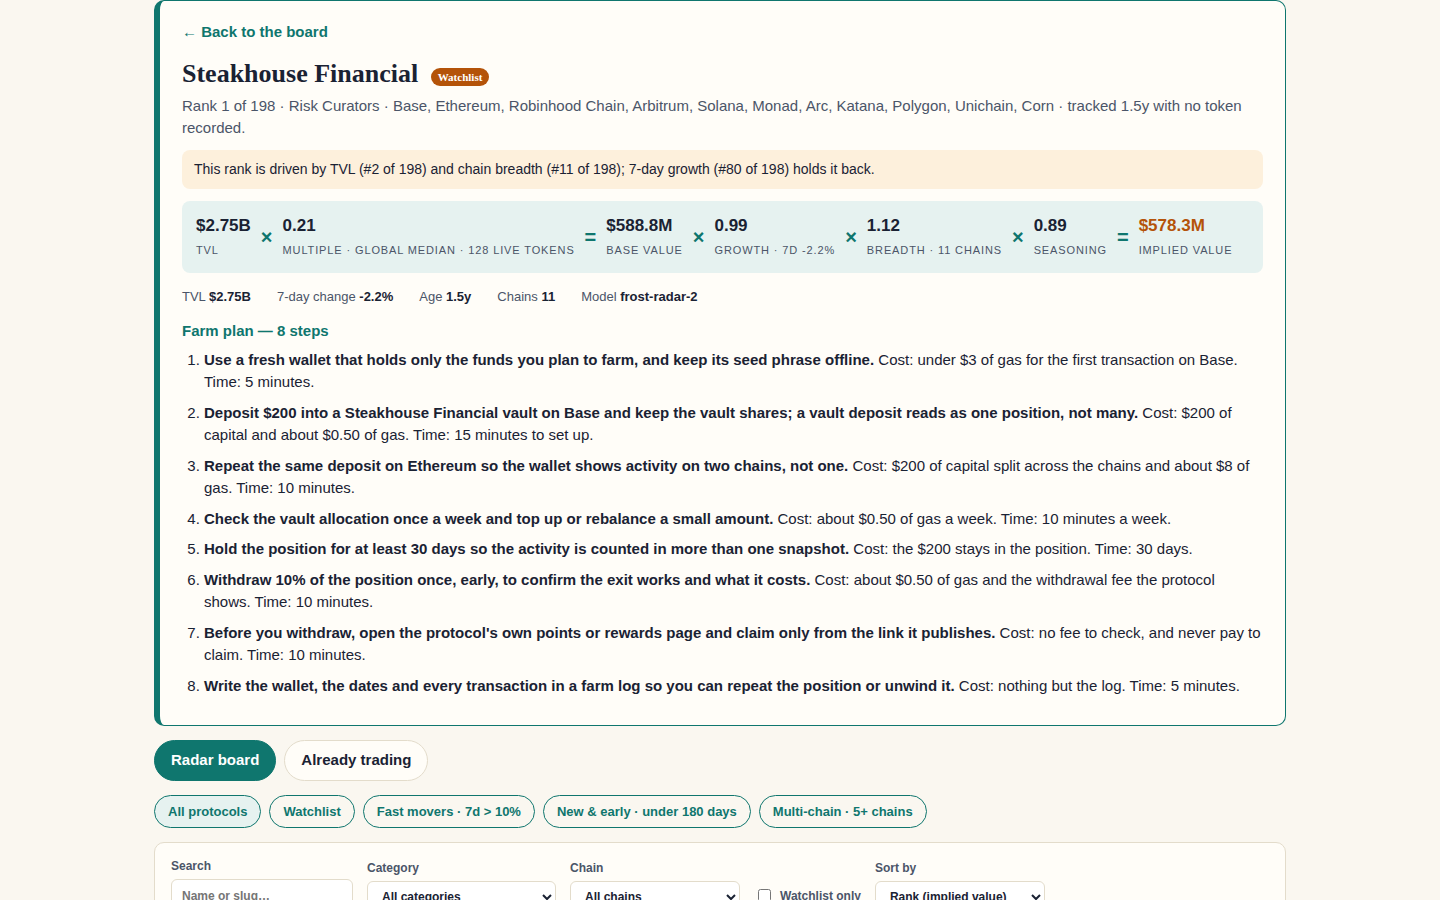 ← Back to the board
Steakhouse Financial Watchlist
Rank 1 of 198 · Risk Curators · Base, Ethereum, Robinhood Chain, Arbitrum, Solana, Monad, Arc, Katana, Polygon, Unichain, Corn · tracked 1.5y with no token
recorded.
This rank is driven by TVL (#2 of 198) and chain breadth (#11 of 198); 7-day growth (#80 of 198) holds it back.
$2.75B × 0.21 = $588.8M × 0.99 × 1.12 × 0.89 = $578.3M
TVL MULTIPLE · GLOBAL MEDIAN · 128 LIVE TOKENS BASE VALUE GROWTH · 7D -2.2% BREADTH · 11 CHAINS SEASONING IMPLIED VALUE
TVL $2.75B 7-day change -2.2% Age 1.5y Chains 11 Model frost-radar-2
Farm plan — 8 steps
1. Use a fresh wallet that holds only the funds you plan to farm, and keep its seed phrase offline. Cost: under $3 of gas for the first transaction on Base.
Time: 5 minutes.
2. Deposit $200 into a Steakhouse Financial vault on Base and keep the vault shares; a vault deposit reads as one position, not many. Cost: $200 of
capital and about $0.50 of gas. Time: 15 minutes to set up.
3. Repeat the same deposit on Ethereum so the wallet shows activity on two chains, not one. Cost: $200 of capital split across the chains and about $8 of
gas. Time: 10 minutes.
4. Check the vault allocation once a week and top up or rebalance a small amount. Cost: about $0.50 of gas a week. Time: 10 minutes a week.
5. Hold the position for at least 30 days so the activity is counted in more than one snapshot. Cost: the $200 stays in the position. Time: 30 days.
6. Withdraw 10% of the position once, early, to confirm the exit works and what it costs. Cost: about $0.50 of gas and the withdrawal fee the protocol
shows. Time: 10 minutes.
7. Before you withdraw, open the protocol's own points or rewards page and claim only from the link it publishes. Cost: no fee to check, and never pay to
claim. Time: 10 minutes.
8. Write the wallet, the dates and every transaction in a farm log so you can repeat the position or unwind it. Cost: nothing but the log. Time: 5 minutes.
Radar board Already trading
All protocols Watchlist Fast movers · 7d > 10% New & early · under 180 days Multi-chain · 5+ chains
Search Category Chain Sort by
Name or slug... All categories All chains Watchlist only Rank (implied value)